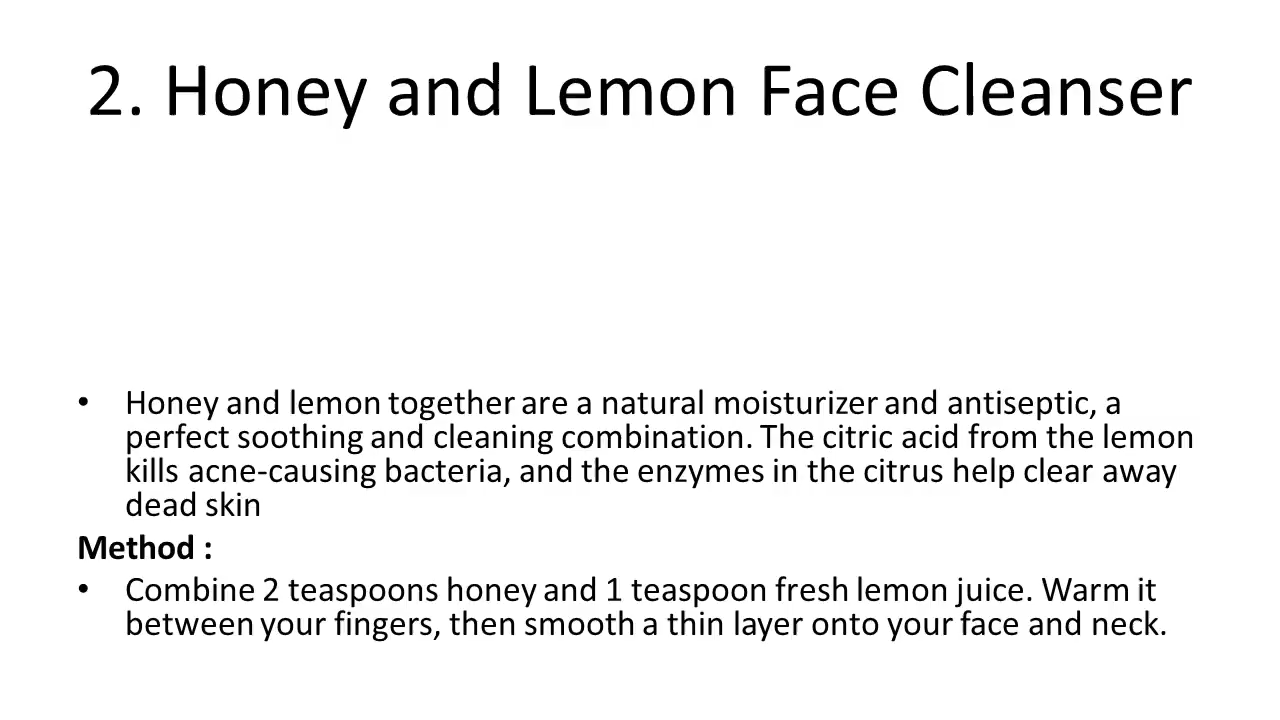 2. Honey and Lemon Face Cleanser
• Honey and lemon together are a natural moisturizer and antiseptic, a
perfect soothing and cleaning combination. The citric acid from the lemon
kills acne-causing bacteria, and the enzymes in the citrus help clear away
dead skin
Method :
• Combine 2 teaspoons honey and 1 teaspoon fresh lemon juice. Warm it
between your fingers, then smooth a thin layer onto your face and neck.